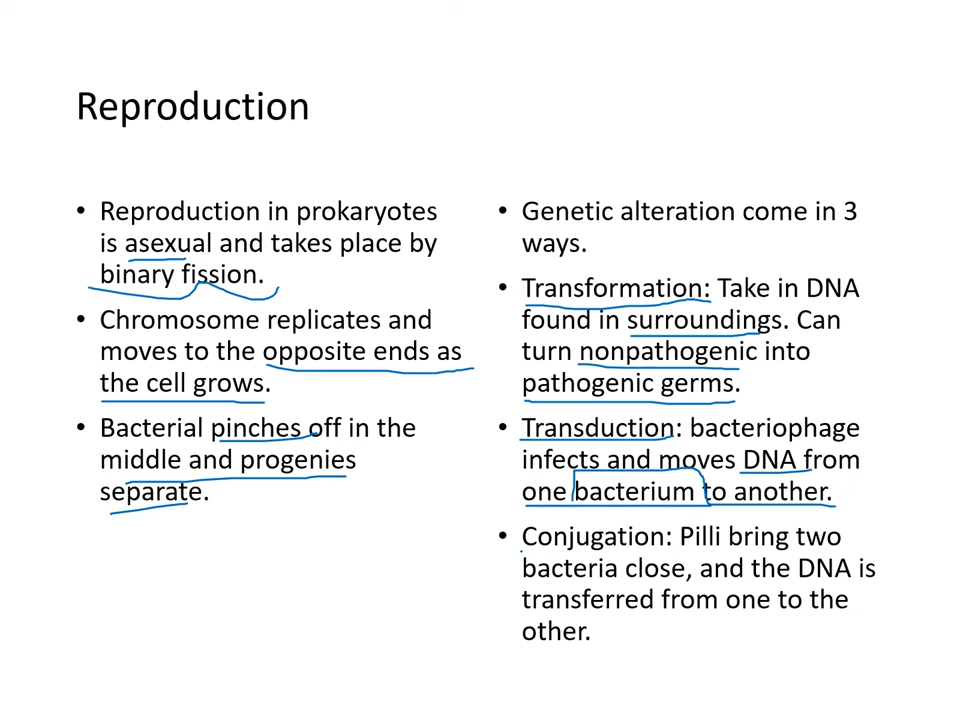 Reproduction
• Reproduction in prokaryotes
is asexual and takes place by
binary fission.
• Chromosome replicates and
moves to the opposite ends as
the cell grows.
• Bacterial pinches off in the
middle and progenies
separate.
• Genetic alteration come in 3
ways.
• Transformation: Take in DNA
found in surroundings. Can
turn nonpathogenic into
pathogenic germs.
• Transduction: bacteriophage
infects and moves DNA from
one bacterium to another.
• Conjugation: Pilli bring two
bacteria close, and the DNA is
transferred from one to the
other.